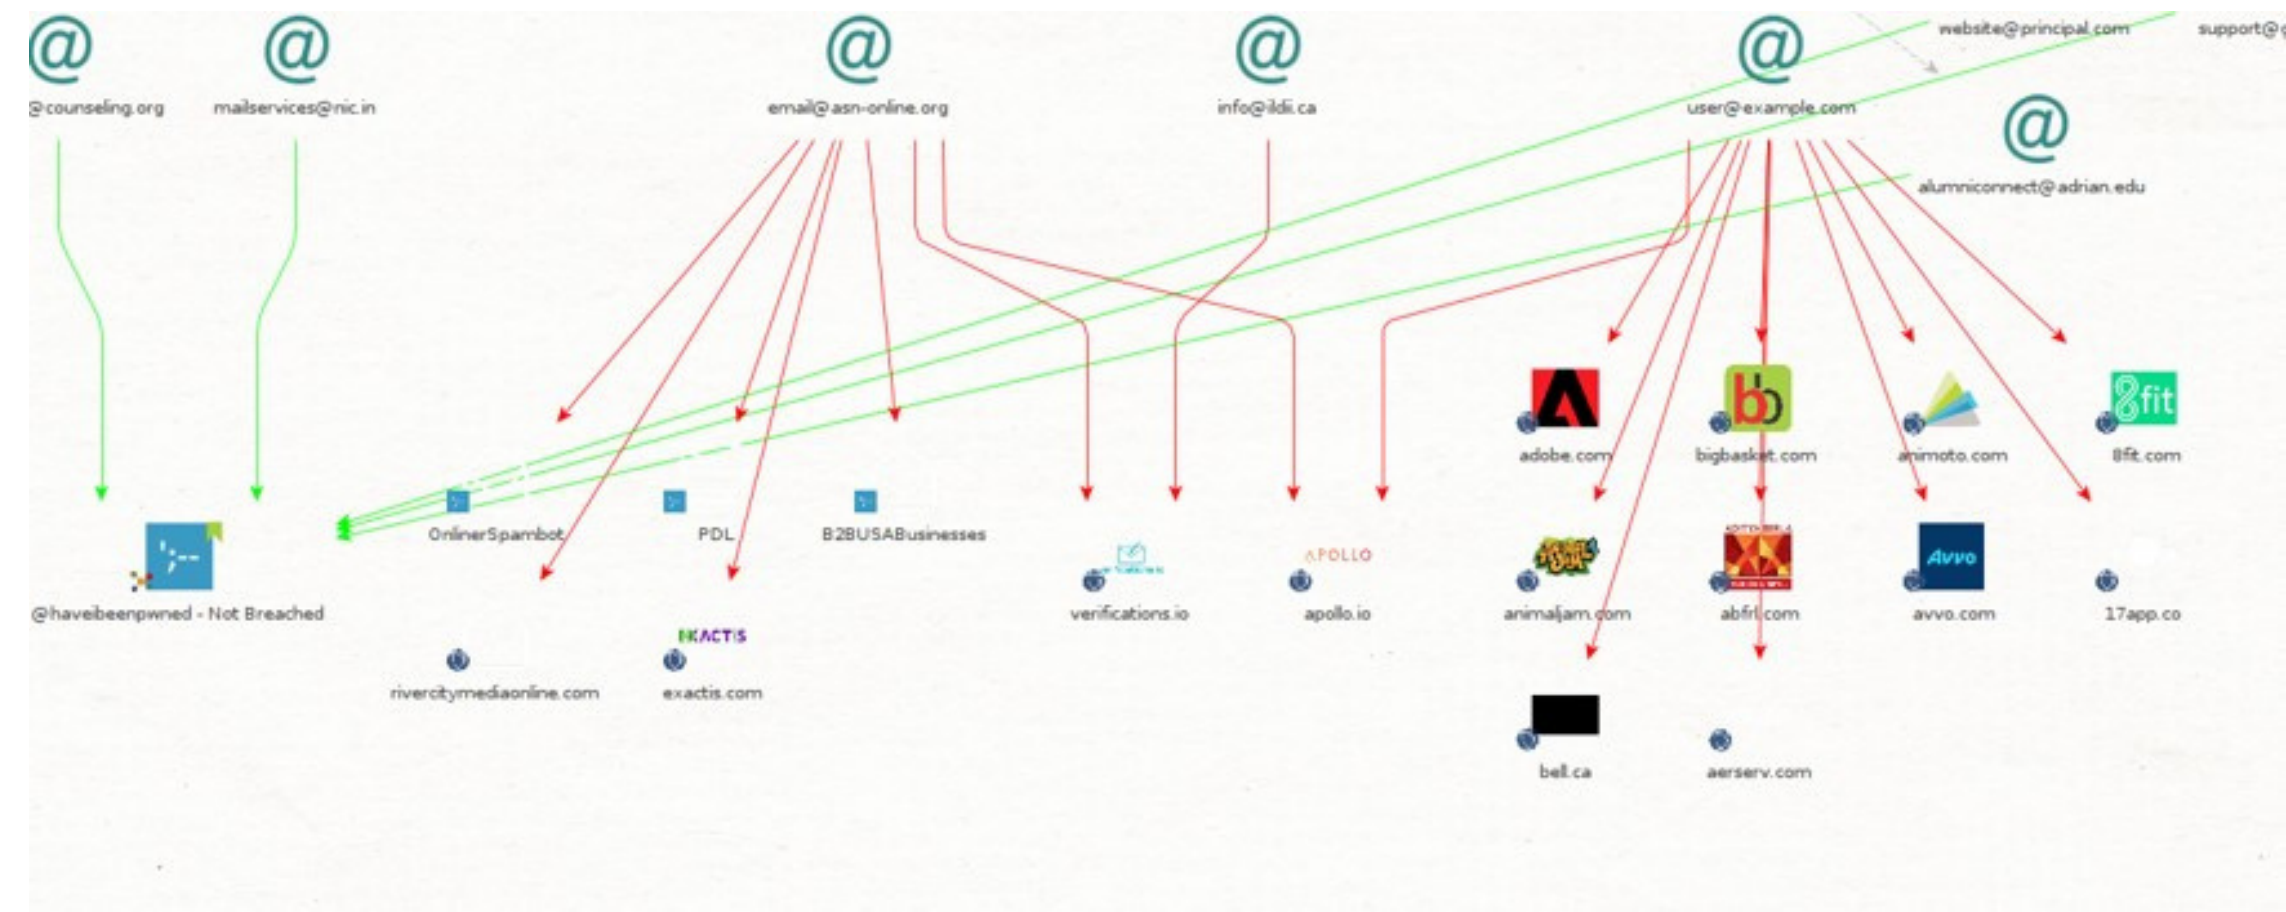 website@principal.com
support@
@counseling.org
mailservices@nic.in
email@asn-online.org
info@ildii.ca
user@example.com
alumniconnect@adrian.edu
8fit
adobe.com
bigbasket.com
animoto.com
8fit.com
OnlinerSpambot
PDL
B2BUSABusinesses
APOLLO
Avvo
@haveibeenpwned - Not Breached
verifications.io
apollo.io
animaljam.com
abfrl.com
avvo.com
17app.co
EXACTIS
rivercitymediaonline.com
exactis.com
bell.ca
aerserv.com